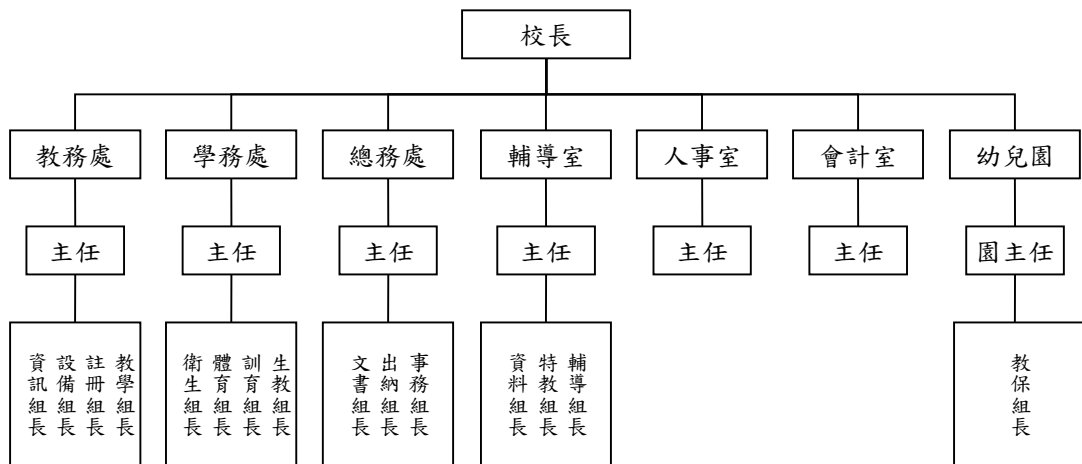 校長
教務處
學務處
總務處
輔導室
人事室
會計室
幼兒園
主任
主任
主任
主任
主任
主任
園主任
教學組長
註冊組長
設備組長
資訊組長
生教組長
訓育組長
體育組長
衛生組長
事務組長
出納組長
文書組長
輔導組長
特教組長
資料組長
教保組長